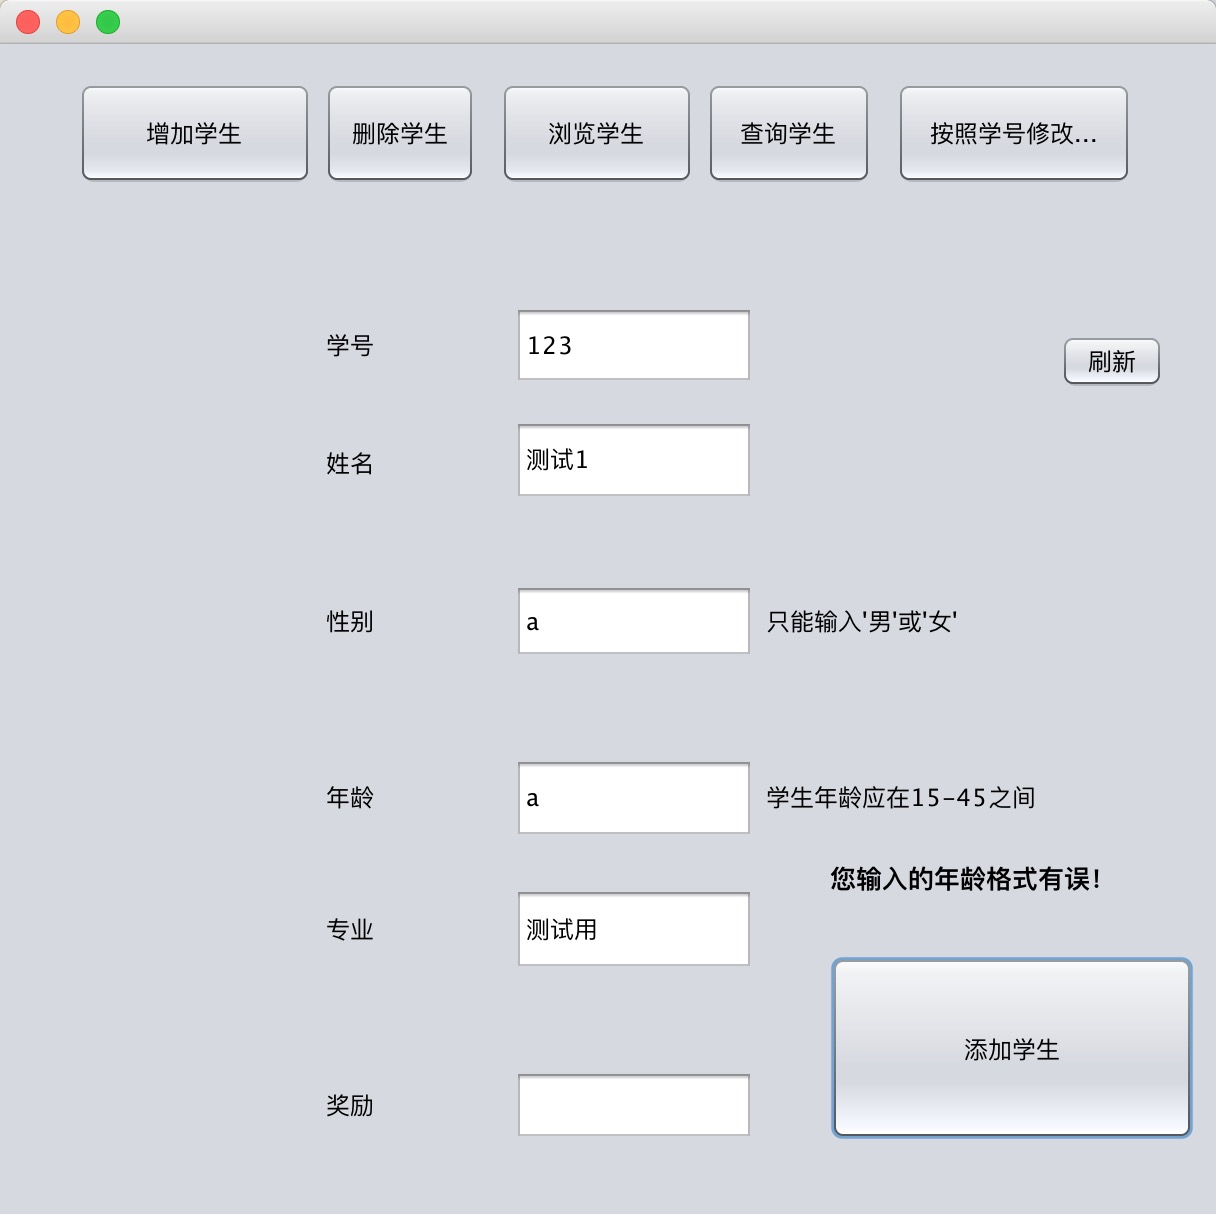 增加学生
删除学生
浏览学生
查询学生
按照学号修改...
学号
123
刷新
姓名
测试1
性别
a
只能输入'男'或'女'
年龄
a
学生年龄应在15-45之间
您输入的年龄格式有误!
专业
测试用
添加学生
奖励